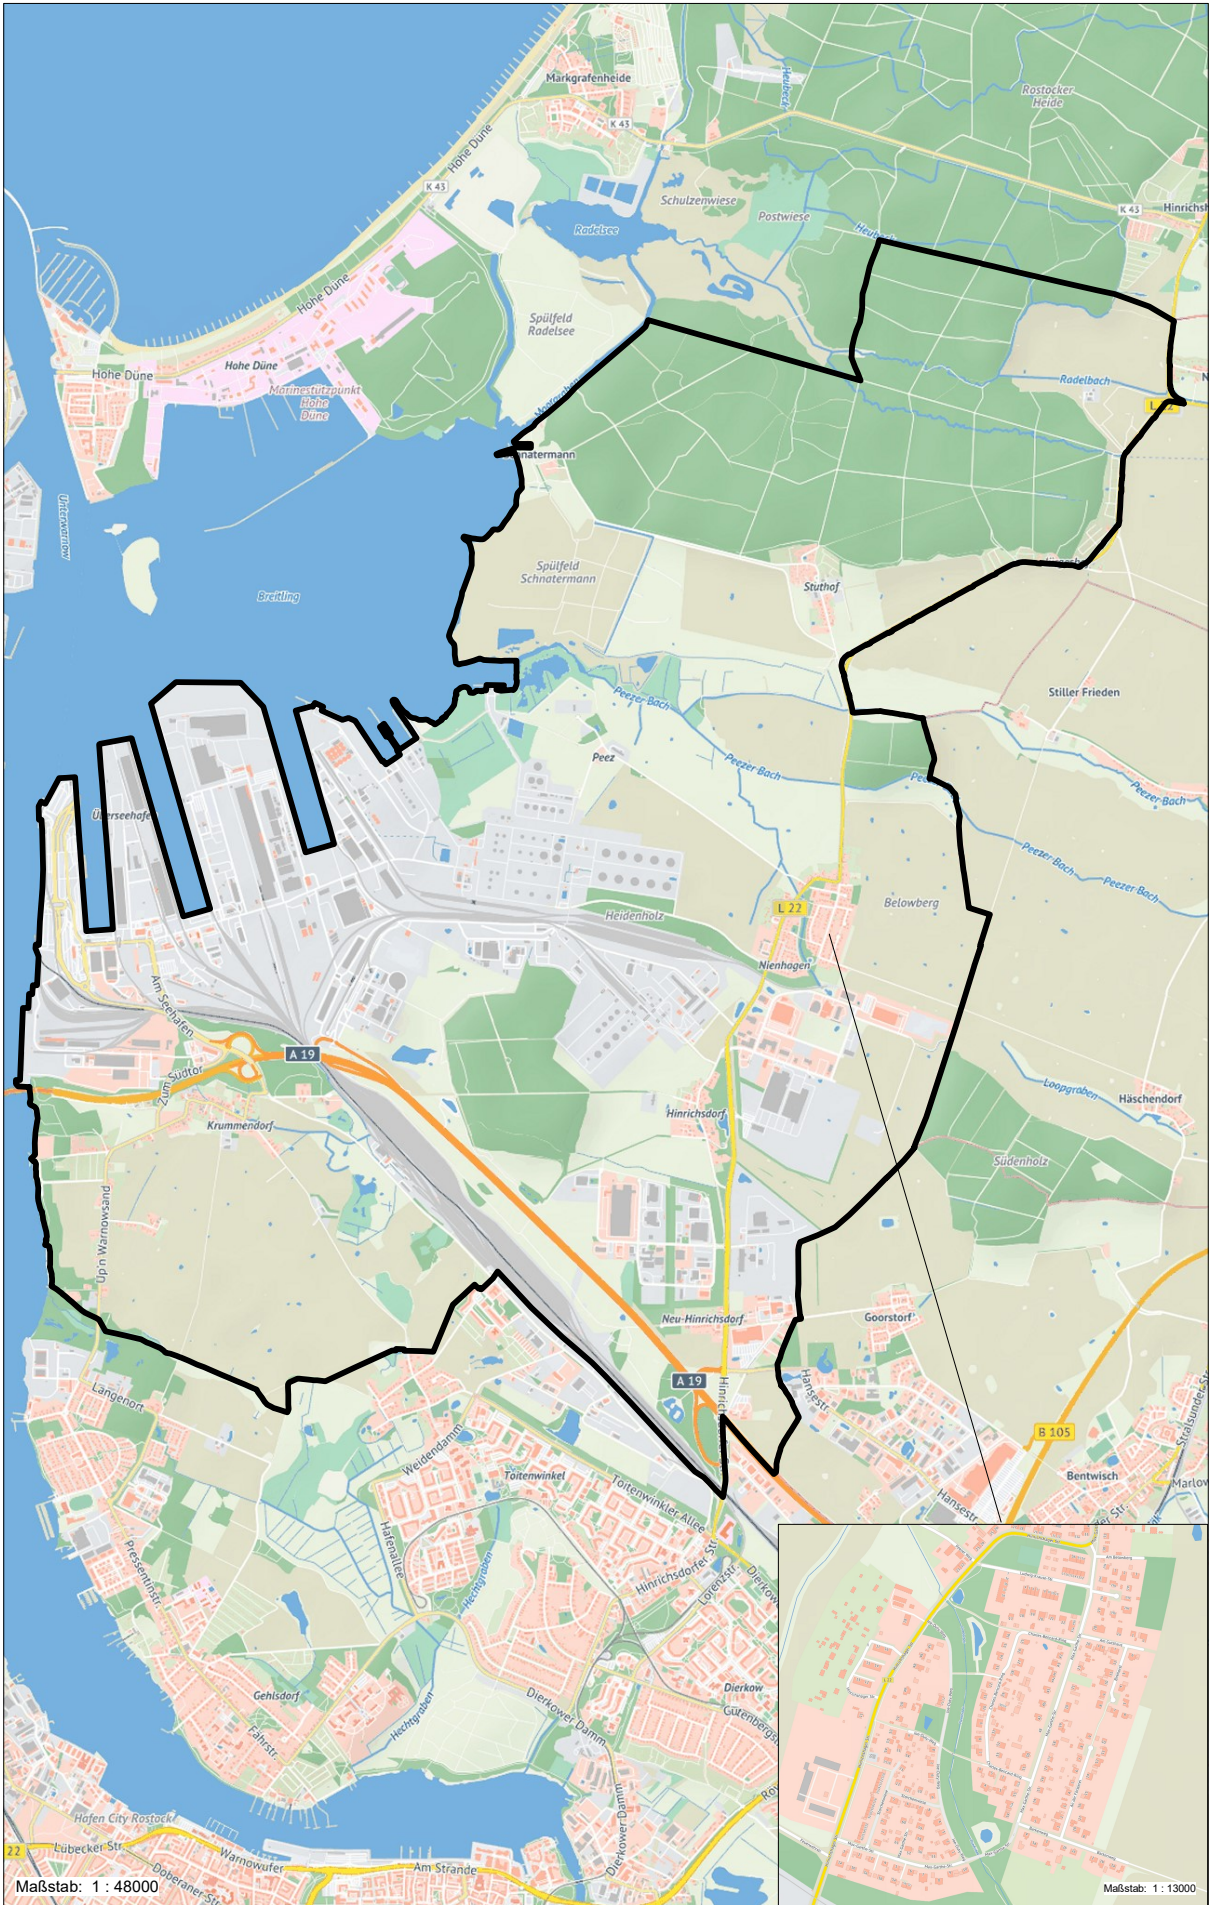 Markgrafenheide
Heubach
Rostocker
Heide
K 43
Hohe Düne
K 43
Schulzenwiese
Postwiese
K 43
Radelsee
Hohe Düne
Spülfeld
Radelsee
Hohe Düne
Hohe Düne
Marinestützpunkt
Hohe
Düne
Moorgraben
Radelbach
Unterwarnow
Spülfeld
Schnatermann
Stuthof
Breitling
Peezer Bach
Stiller Frieden
Peez
Peezer Bach
Peezer Bach
Peezer Bach
Peezer Bach
Heidenholz
L 22
Belowberg
Nienhagen
Am Seehafen
A 19
Zum Südtor
Loopgraben
Häschendorf
Krummendorf
Hinrichsdorf
Südenholz
Up'n Warnowsand
Neu-Hinrichsdorf
Goorstorf
A 19
Hansestr.
Langenort
B 105
Weidendamm
Toitenwinkel
Bentwisch
Toitenwinkler Allee
Hansestr.
Hafenallee
Pressentinstr.
Hechtgraben
Hinrichsdorfer Str.
Lorenzstr.
Gehlsdorf
Hechtgraben
Dierkow
Dierkower Damm
Fährstr.
Dierkower Damm
Hafen City Rostock
22
Lübecker Str.
Warnowufer
Am Strande
Doberaner Str.
Maßstab: 1 : 48000
Maßstab: 1 : 13000